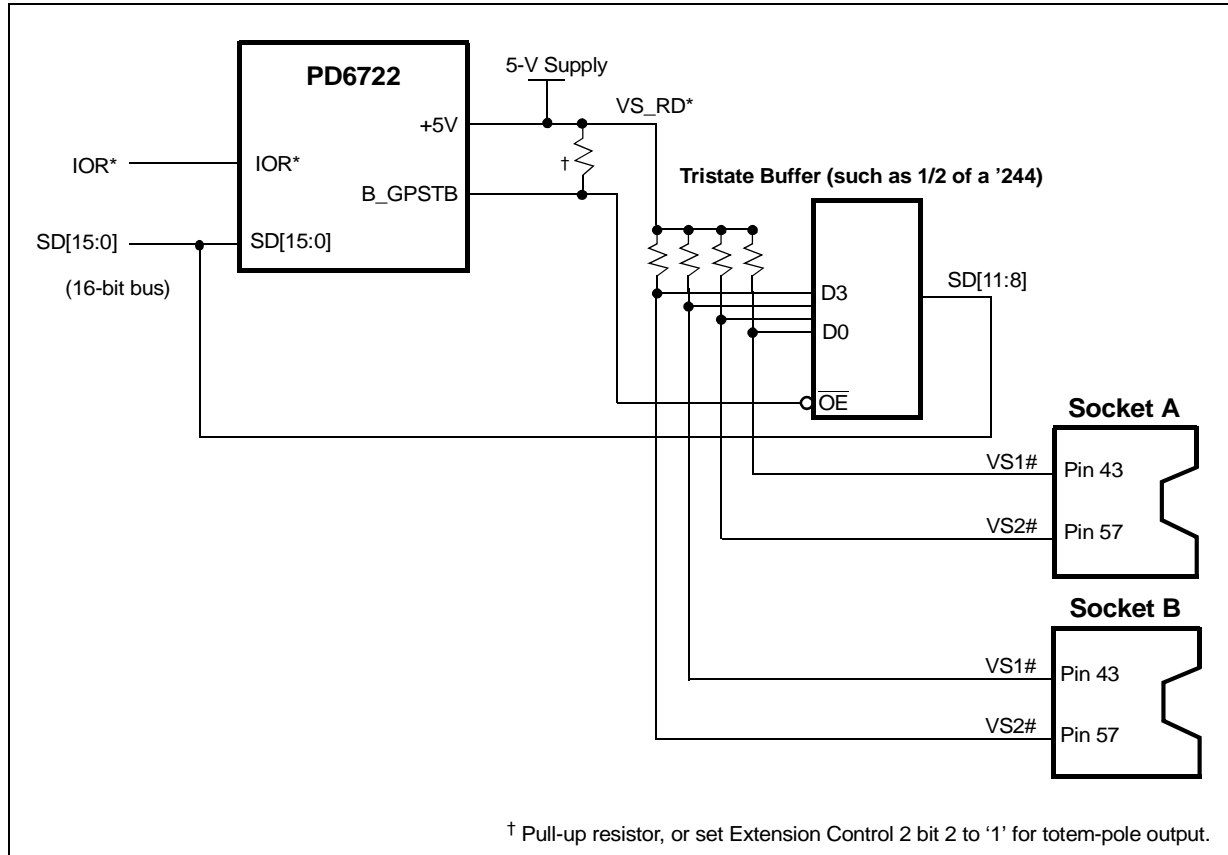 PD6722
5-V Supply
VS_RD*
+5V
†
IOR*
IOR*
B_GPSTB
Tristate Buffer (such as 1/2 of a ’244)
SD[15:0]
SD[15:0]
(16-bit bus)
SD[11:8]
D3
D0
OE
Socket A
VS1#
Pin 43
VS2#
Pin 57
Socket B
VS1#
Pin 43
VS2#
Pin 57
† Pull-up resistor, or set Extension Control 2 bit 2 to ‘1’ for totem-pole output.